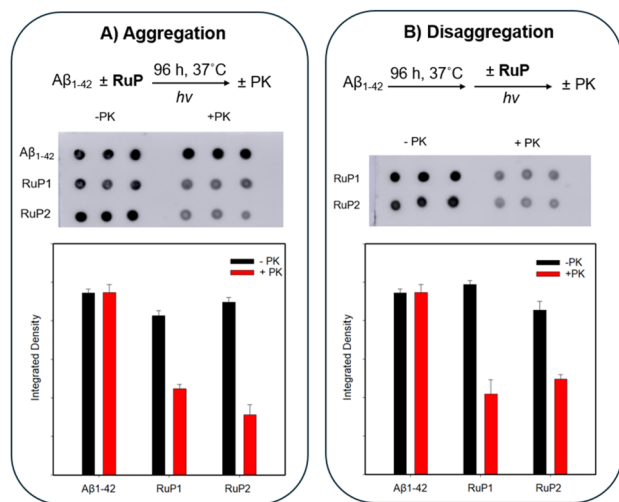 A) Aggregation
Aβ1-42 ± RuP
96 h, 37˚C
hv
± PK
-PK
+PK
Aβ1-42
RuP1
RuP2
- PK
+ PK
Integrated Density
Aβ1-42
RuP1
RuP2
B) Disaggregation
Aβ1-42
96 h, 37˚C
± RuP
hv
± PK
- PK
+ PK
RuP1
RuP2
-PK
+PK
Integrated Density
Aβ1-42
RuP1
RuP2